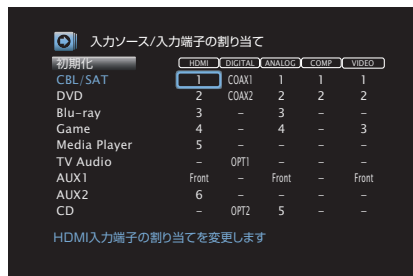 入力ソース/入力端子の割り当て
初期化 HDMI DIGITAL ANALOG COMP VIDEO
CBL/SAT 1 COAX1 1 1 1
DVD 2 COAX2 2 2 2
Blu-ray 3 – 3 – –
Game 4 – 4 – 3
Media Player 5 – – – –
TV Audio – OPT1 – – –
AUX1 Front – Front – Front
AUX2 6 – – – –
CD – OPT2 5 – –
HDMI入力端子の割り当てを変更します